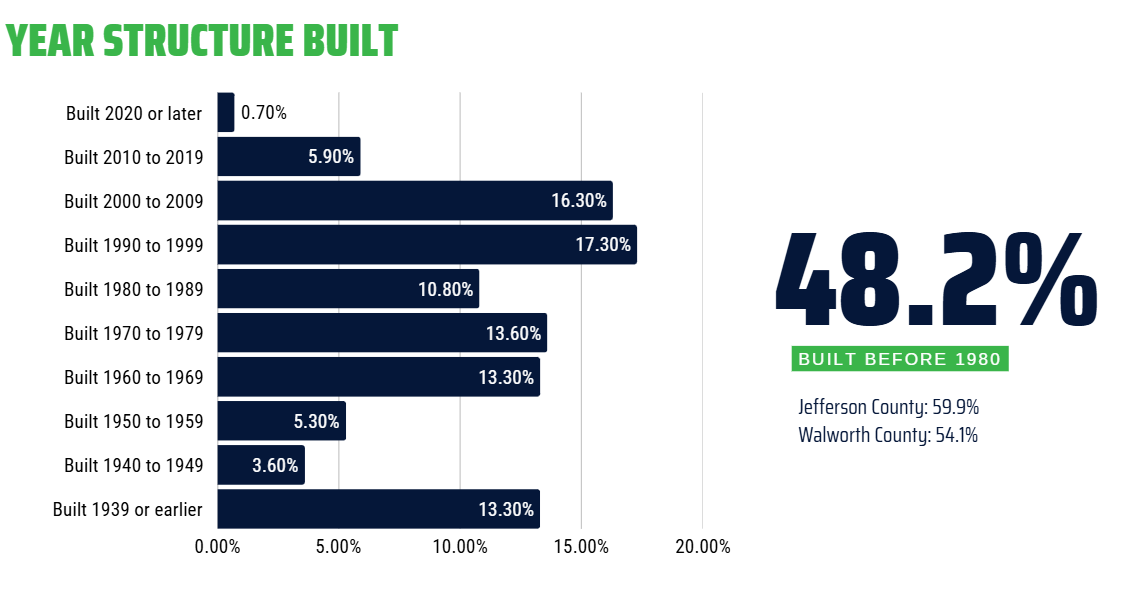 YEAR STRUCTURE BUILT
Built 2020 or later 0.70%
Built 2010 to 2019 5.90%
Built 2000 to 2009 16.30%
Built 1990 to 1999 17.30%
Built 1980 to 1989 10.80%
Built 1970 to 1979 13.60%
Built 1960 to 1969 13.30%
Built 1950 to 1959 5.30%
Built 1940 to 1949 3.60%
Built 1939 or earlier 13.30%
0.00% 5.00% 10.00% 15.00% 20.00%
48.2%
BUILT BEFORE 1980
Jefferson County: 59.9%
Walworth County: 54.1%